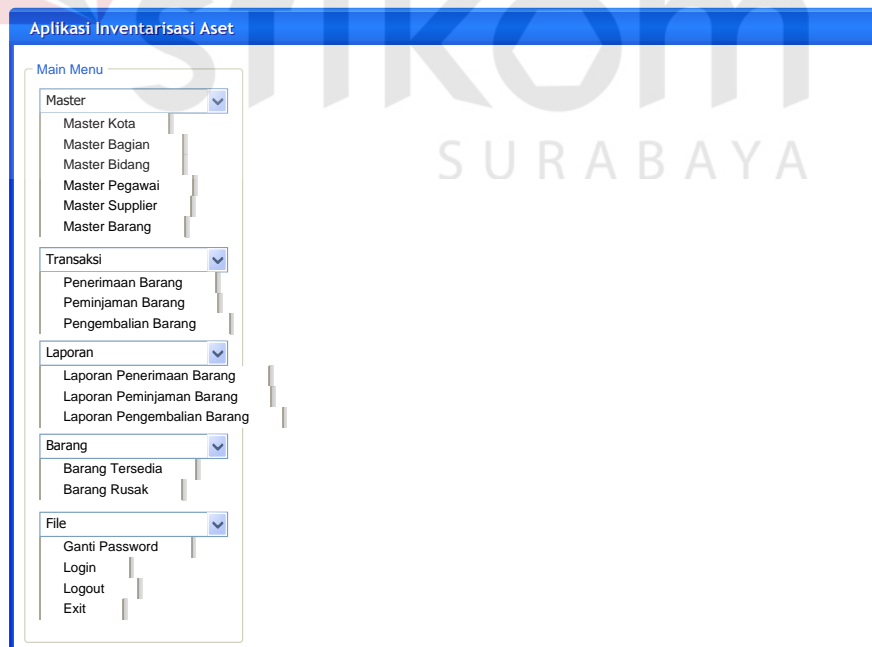 STIKOM
SURABAYA
Aplikasi Inventarisasi Aset
Main Menu
Master
Master Kota
Master Bagian
Master Bidang
Master Pegawai
Master Supplier
Master Barang
Transaksi
Penerimaan Barang
Peminjaman Barang
Pengembalian Barang
Laporan
Laporan Penerimaan Barang
Laporan Peminjaman Barang
Laporan Pengembalian Barang
Barang
Barang Tersedia
Barang Rusak
File
Ganti Password
Login
Logout
Exit